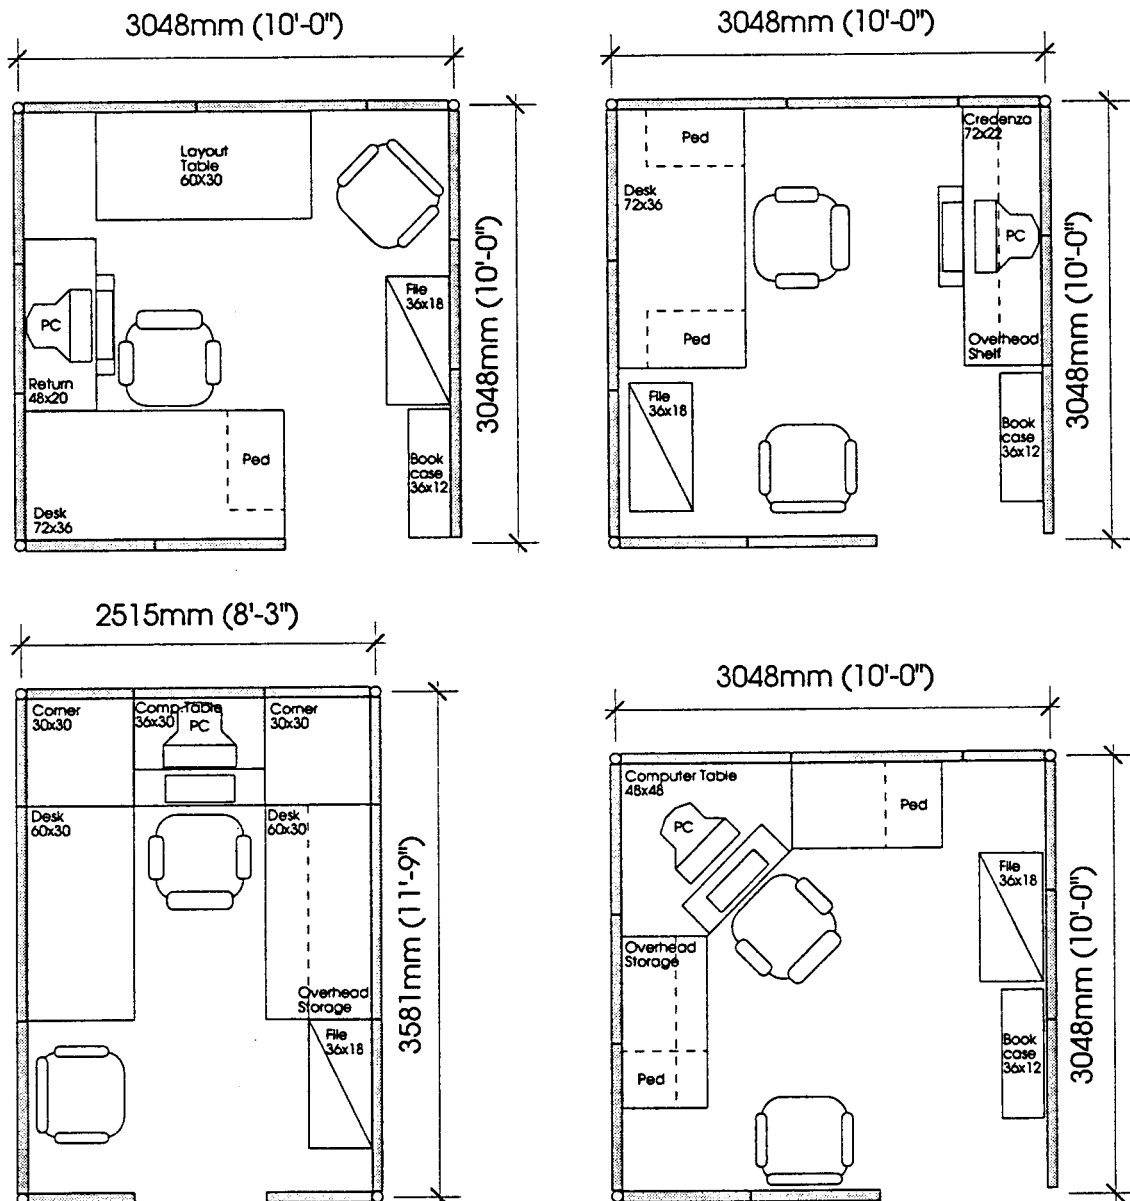 3048mm (10'-0")
Layout
Table
60X30
3048mm (10'-0")
File
36x18
PC
Return
48x20
Ped
Book
case
36x12
Desk
72x36
3048mm (10'-0")
Credenza
72x22
Ped
Desk
72x36
PC
3048mm (10'-0")
Ped
Overhead
Shelf
File
36x18
Book
case
36x12
2515mm (8'-3")
Corner
30x30
Comp Table
36x30
PC
Corner
30x30
Desk
60x30
Desk
60x30
3581mm (11'-9")
Overhead
Storage
File
36x18
3048mm (10'-0")
Computer Table
48x48
Ped
PC
File
36x18
3048mm (10'-0")
Overhead
Storage
Book
case
36x12
Ped